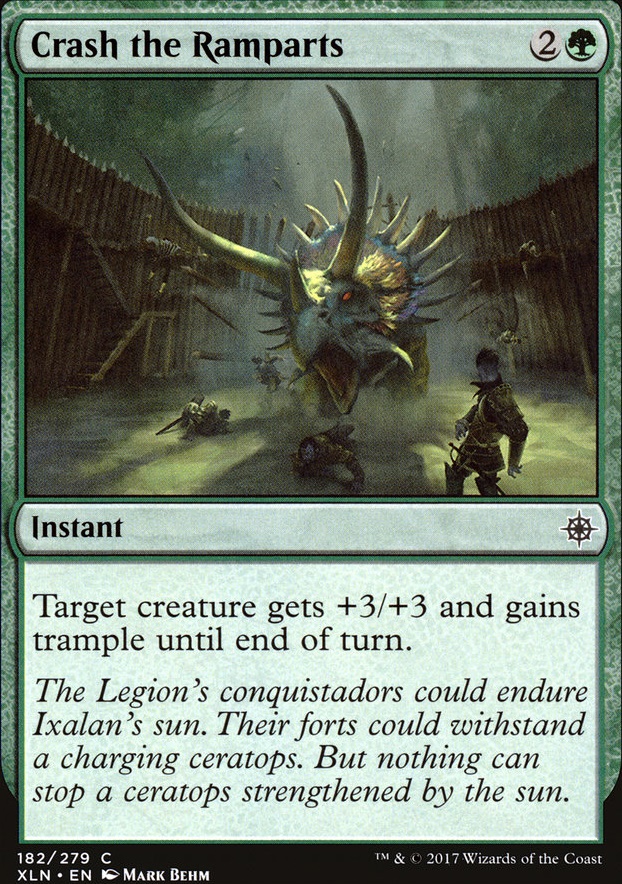 Crash the Ramparts 2
Instant
Target creature gets +3/+3 and gains
trample until end of turn.
The Legion's conquistadors could endure
Ixalan's sun. Their forts could withstand
a charging ceratops. But nothing can
stop a ceratops strengthened by the sun.
182/279 C
XLN • EN Mark Behm
™ & © 2017 Wizards of the Coast